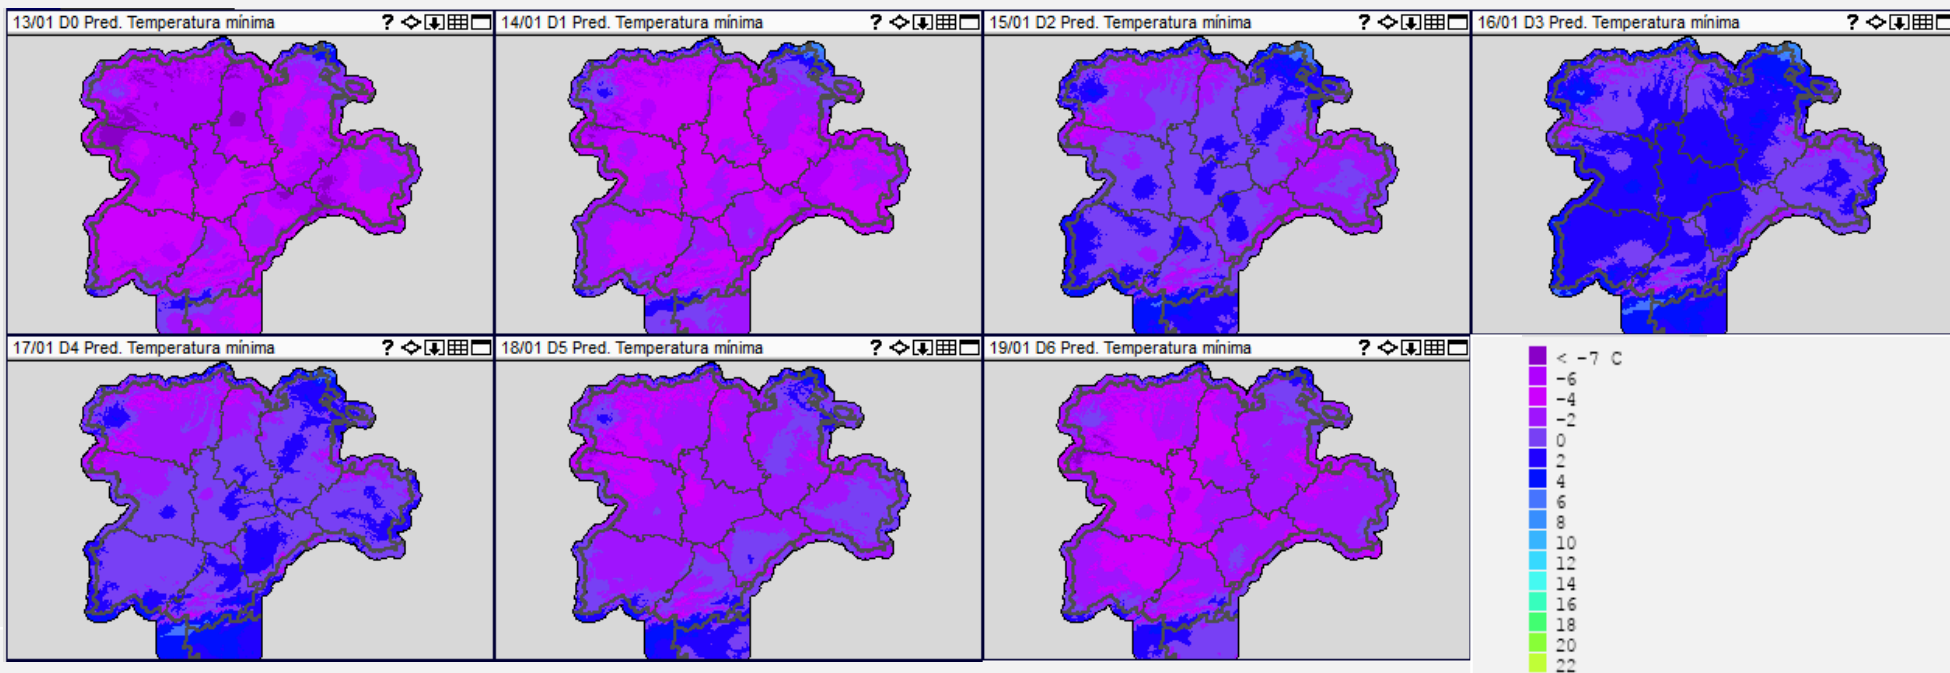 13/01 D0 Pred. Temperatura mínima ?
14/01 D1 Pred. Temperatura mínima ?
15/01 D2 Pred. Temperatura mínima ?
16/01 D3 Pred. Temperatura mínima ?
17/01 D4 Pred. Temperatura mínima ?
18/01 D5 Pred. Temperatura mínima ?
19/01 D6 Pred. Temperatura mínima ?
< -7 C
-6
-4
-2
0
2
4
6
8
10
12
14
16
18
20
22